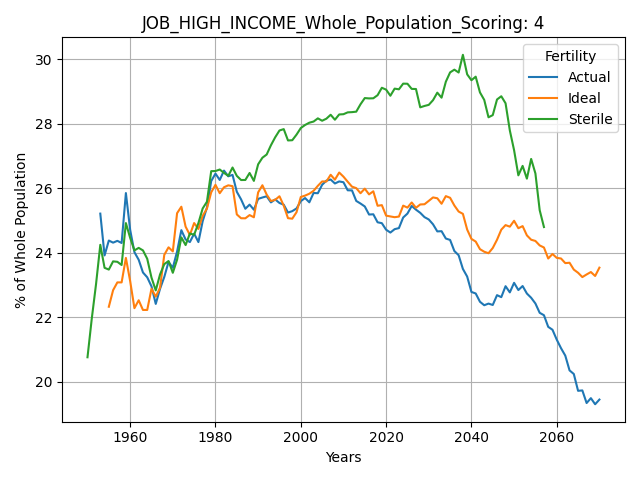 JOB_HIGH_INCOME_Whole_Population_Scoring: 4
% of Whole Population
30
28
26
24
22
20
Fertility
Actual
Ideal
Sterile
1960 1980 2000 2020 2040 2060
Years